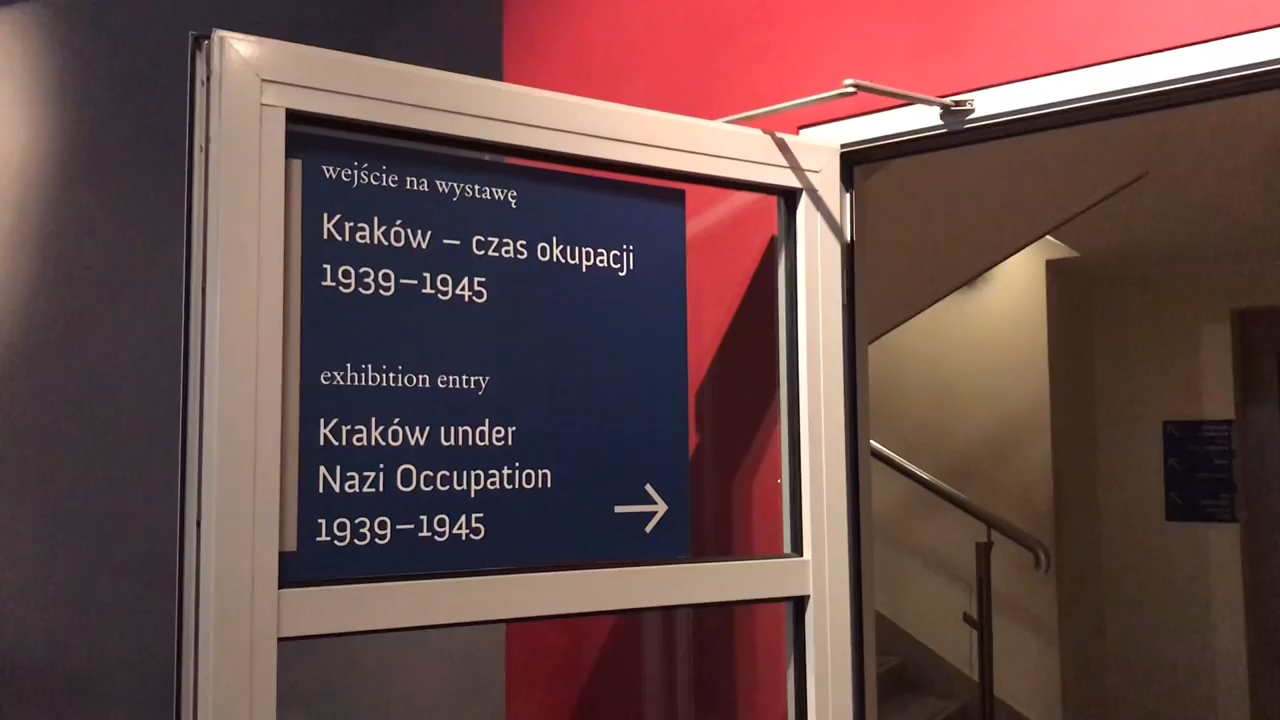 wejście na wystawę
Kraków – czas okupacji
1939–1945
exhibition entry
Kraków under
Nazi Occupation
1939–1945